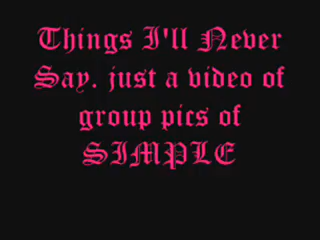 Things I'll Never
Say. just a video of
group pics of
SIMPLE